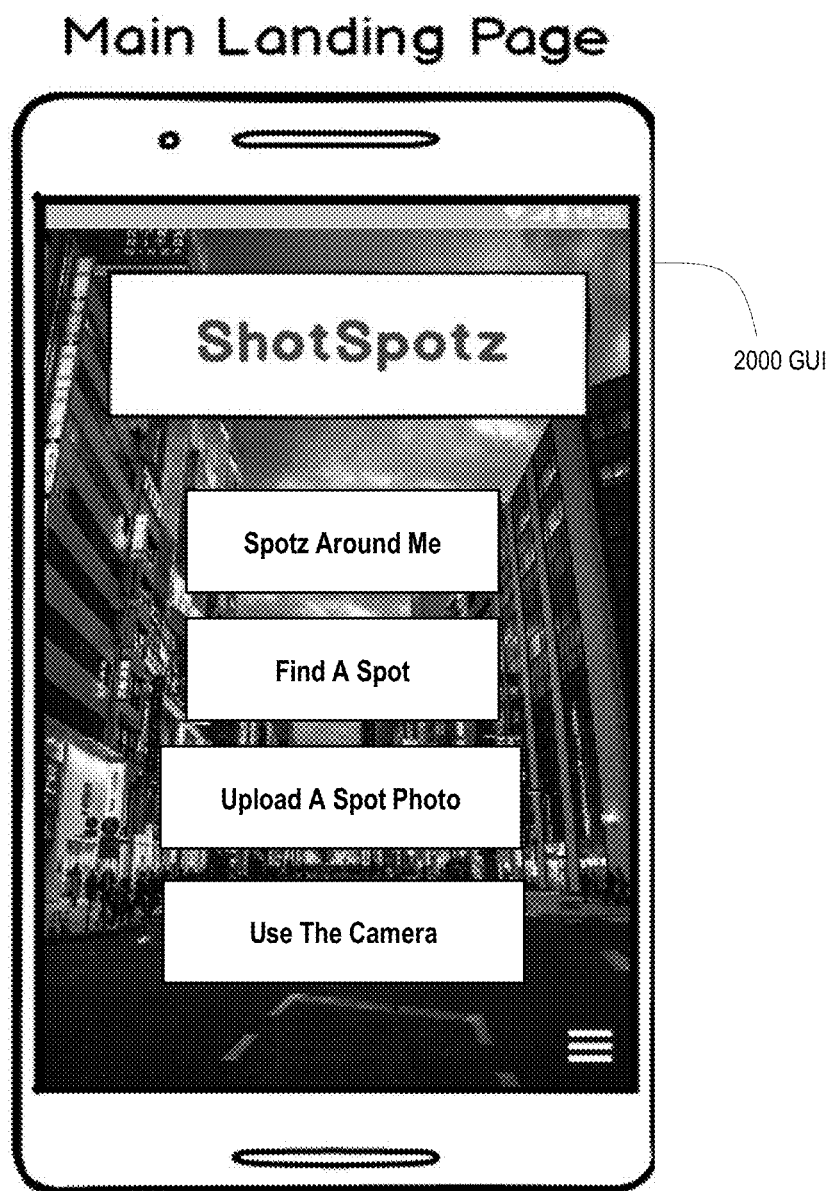 Main Landing Page
ShotSpotz
2000 GUI
Spotz Around Me
Find A Spot
Upload A Spot Photo
Use The Camera